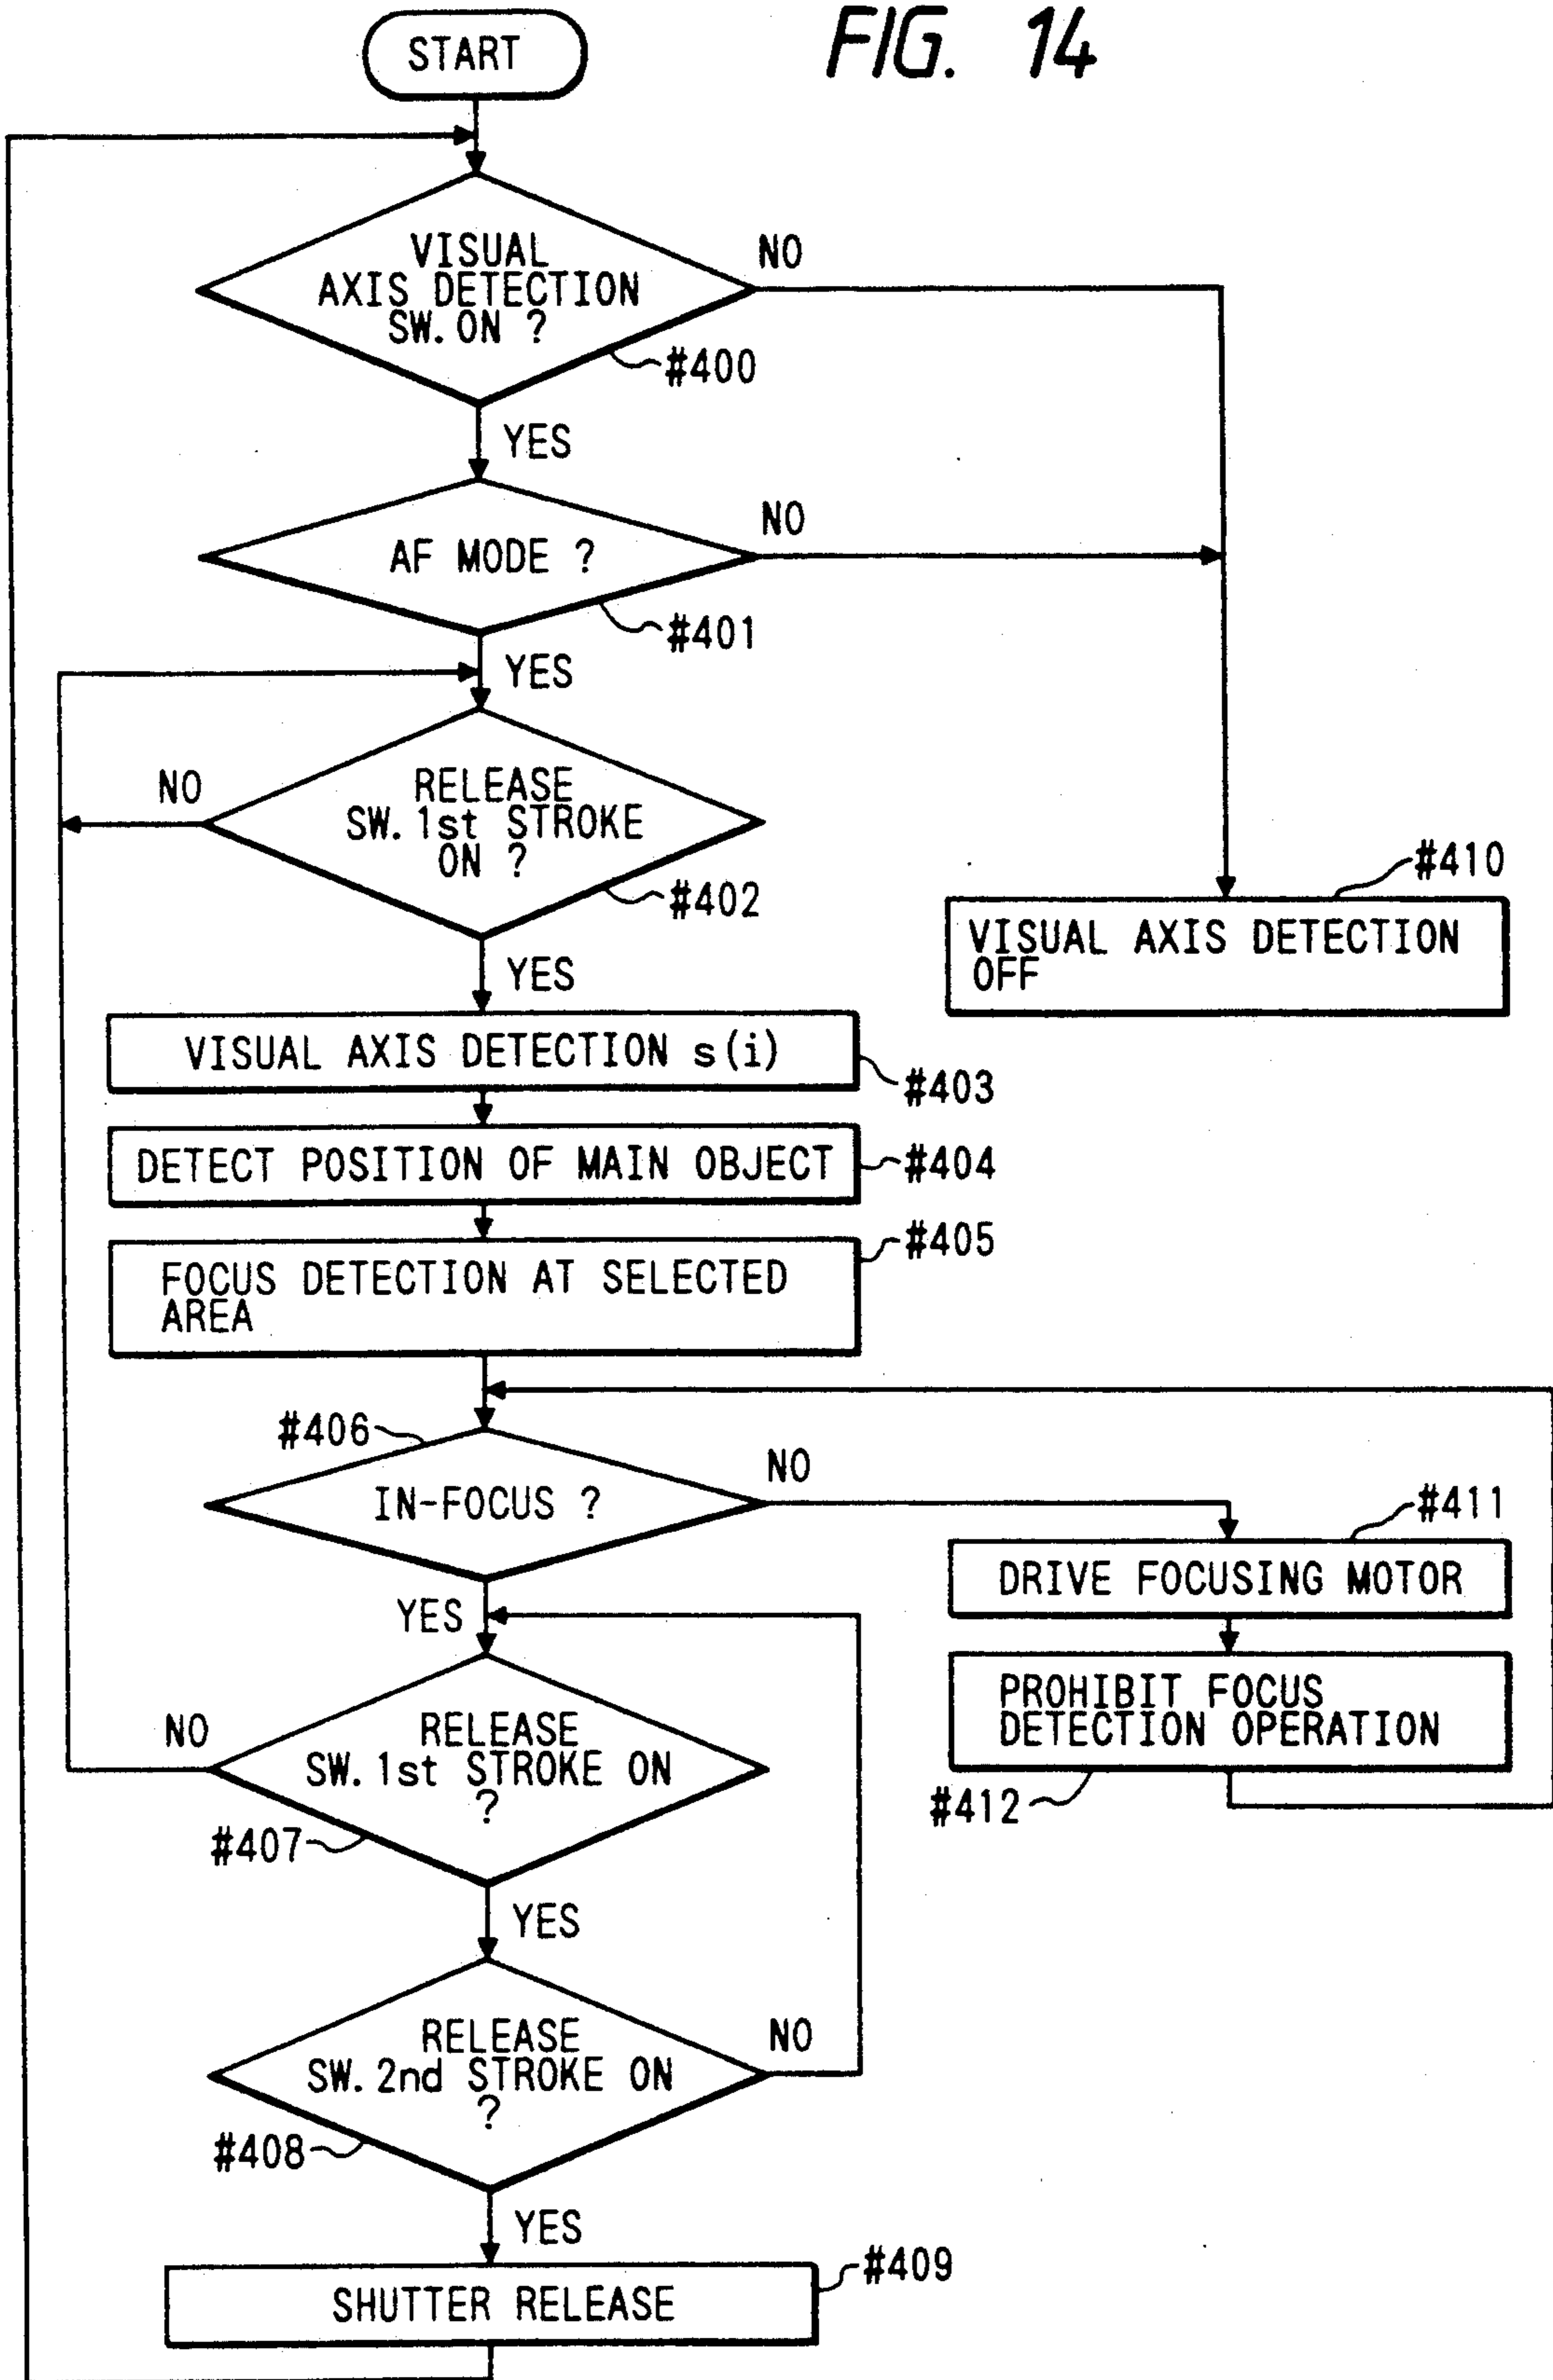 FIG. 14
START
VISUAL
AXIS DETECTION
SW. ON ?
NO
#400
YES
AF MODE ?
NO
#401
YES
RELEASE
SW. 1st STROKE
ON ?
NO
#402
YES
#410
VISUAL AXIS DETECTION
OFF
VISUAL AXIS DETECTION s(i)
#403
DETECT POSITION OF MAIN OBJECT
#404
#405
FOCUS DETECTION AT SELECTED
AREA
#406
IN-FOCUS ?
NO
#411
DRIVE FOCUSING MOTOR
YES
PROHIBIT FOCUS
DETECTION OPERATION
#412
RELEASE
SW. 1st STROKE ON
?
NO
#407
YES
RELEASE
SW. 2nd STROKE ON
?
NO
#408
YES
#409
SHUTTER RELEASE